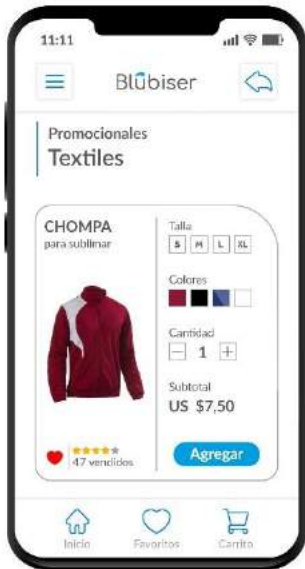 11:11
Blūbiser
Promocionales
Textiles
CHOMPA
para sublimar
Talla
S M L XL
Colores
Cantidad
1
Subtotal
US $7,50
47 vendidos
Agregar
Inicio
Favoritos
Carrito